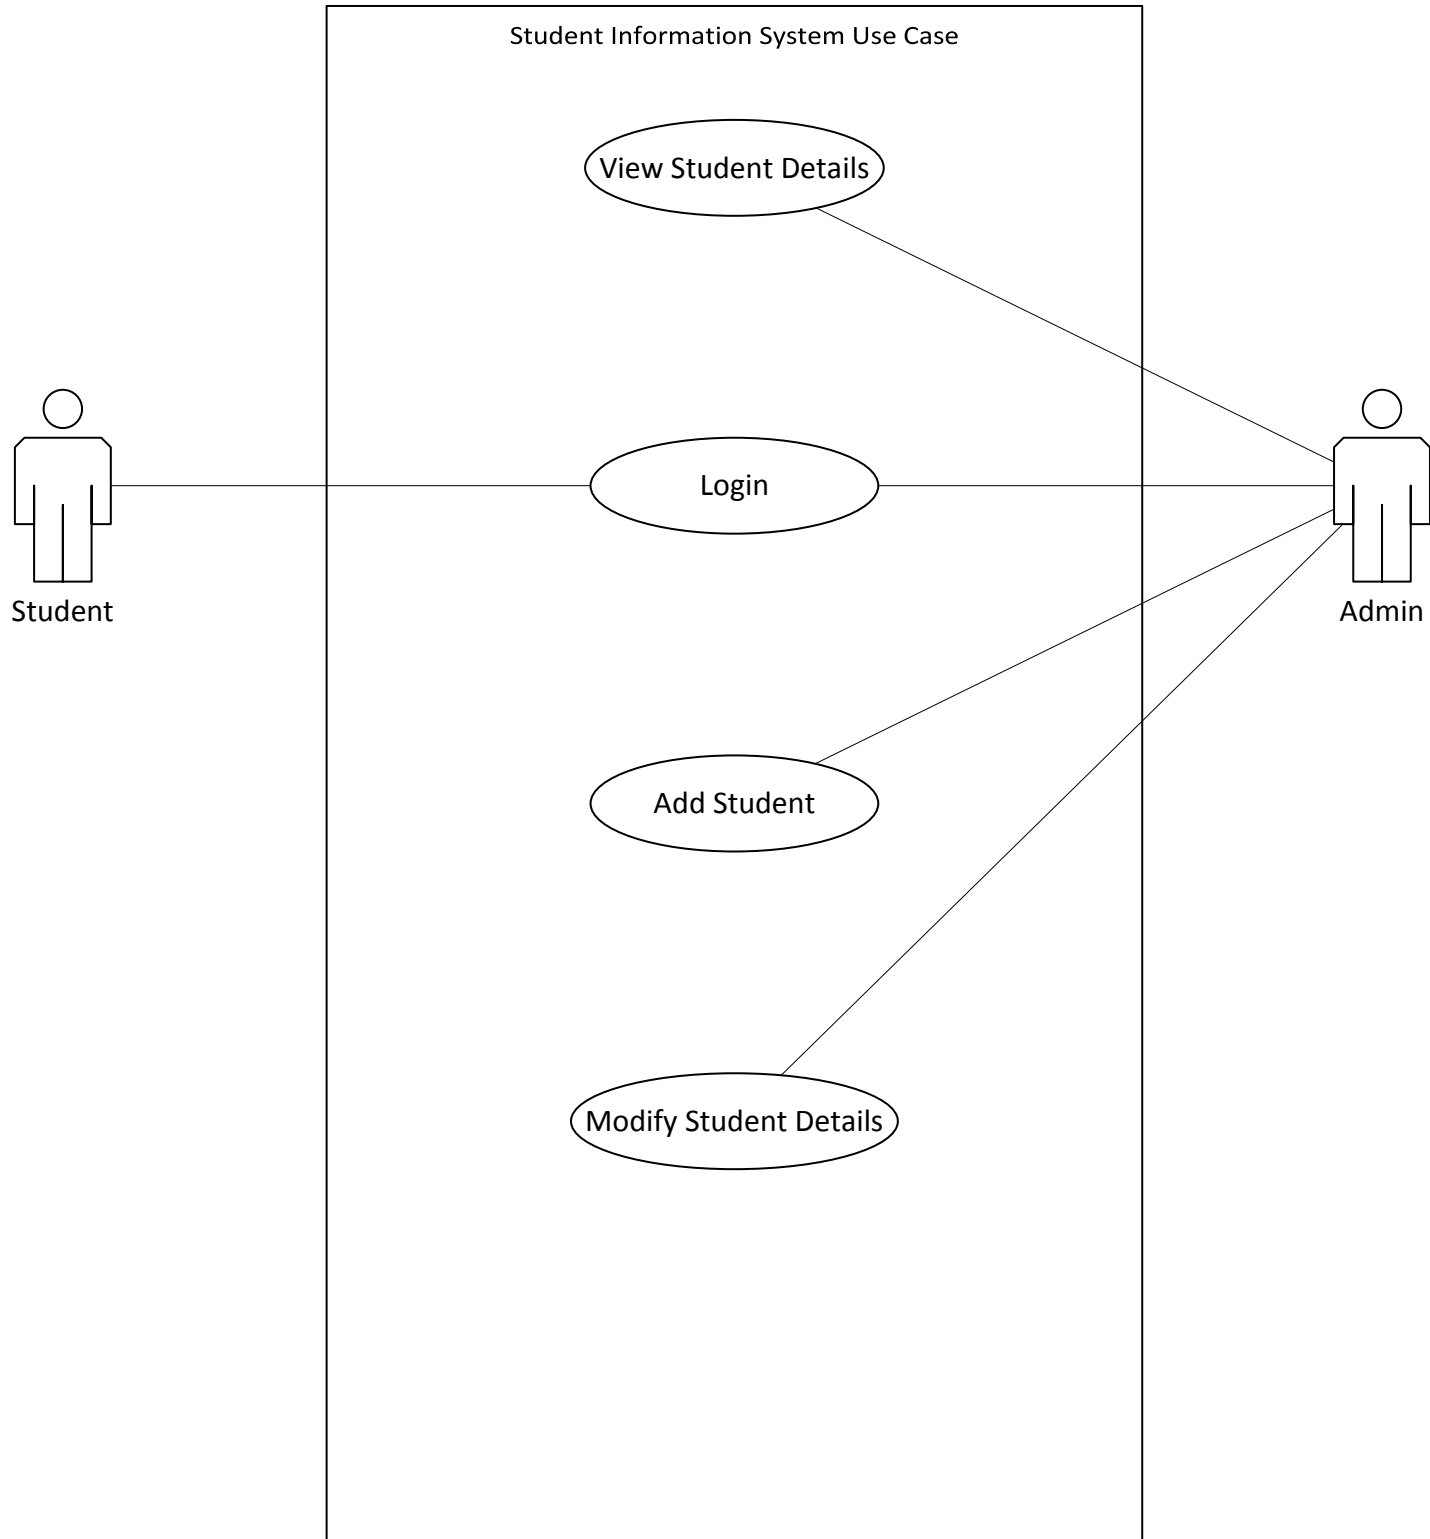 Student Information System Use Case
View Student Details
Login
Student
Admin
Add Student
Modify Student Details